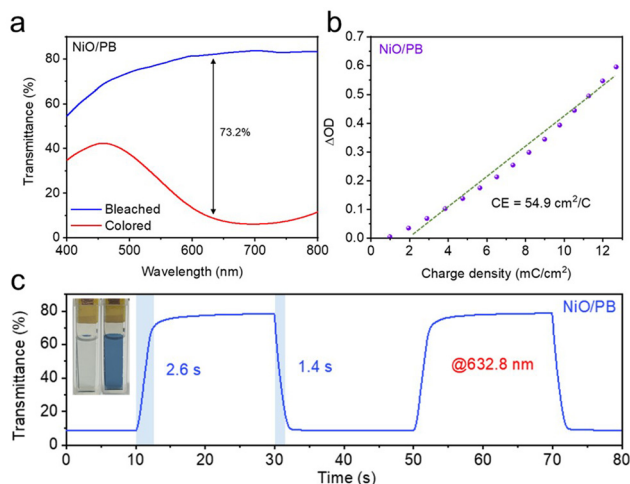 a
NiO/PB
Transmittance (%)
100
80
60
40
20
0
73.2%
Bleached
Colored
400
500
600
700
800
Wavelength (nm)
b
NiO/PB
ΔOD
0.7
0.6
0.5
0.4
0.3
0.2
0.1
0.0
CE = 54.9 cm²/C
0
2
4
6
8
10
12
Charge density (mC/cm²)
c
NiO/PB
Transmittance (%)
100
80
60
40
20
0
2.6 s
1.4 s
@632.8 nm
0
10
20
30
40
50
60
70
80
Time (s)